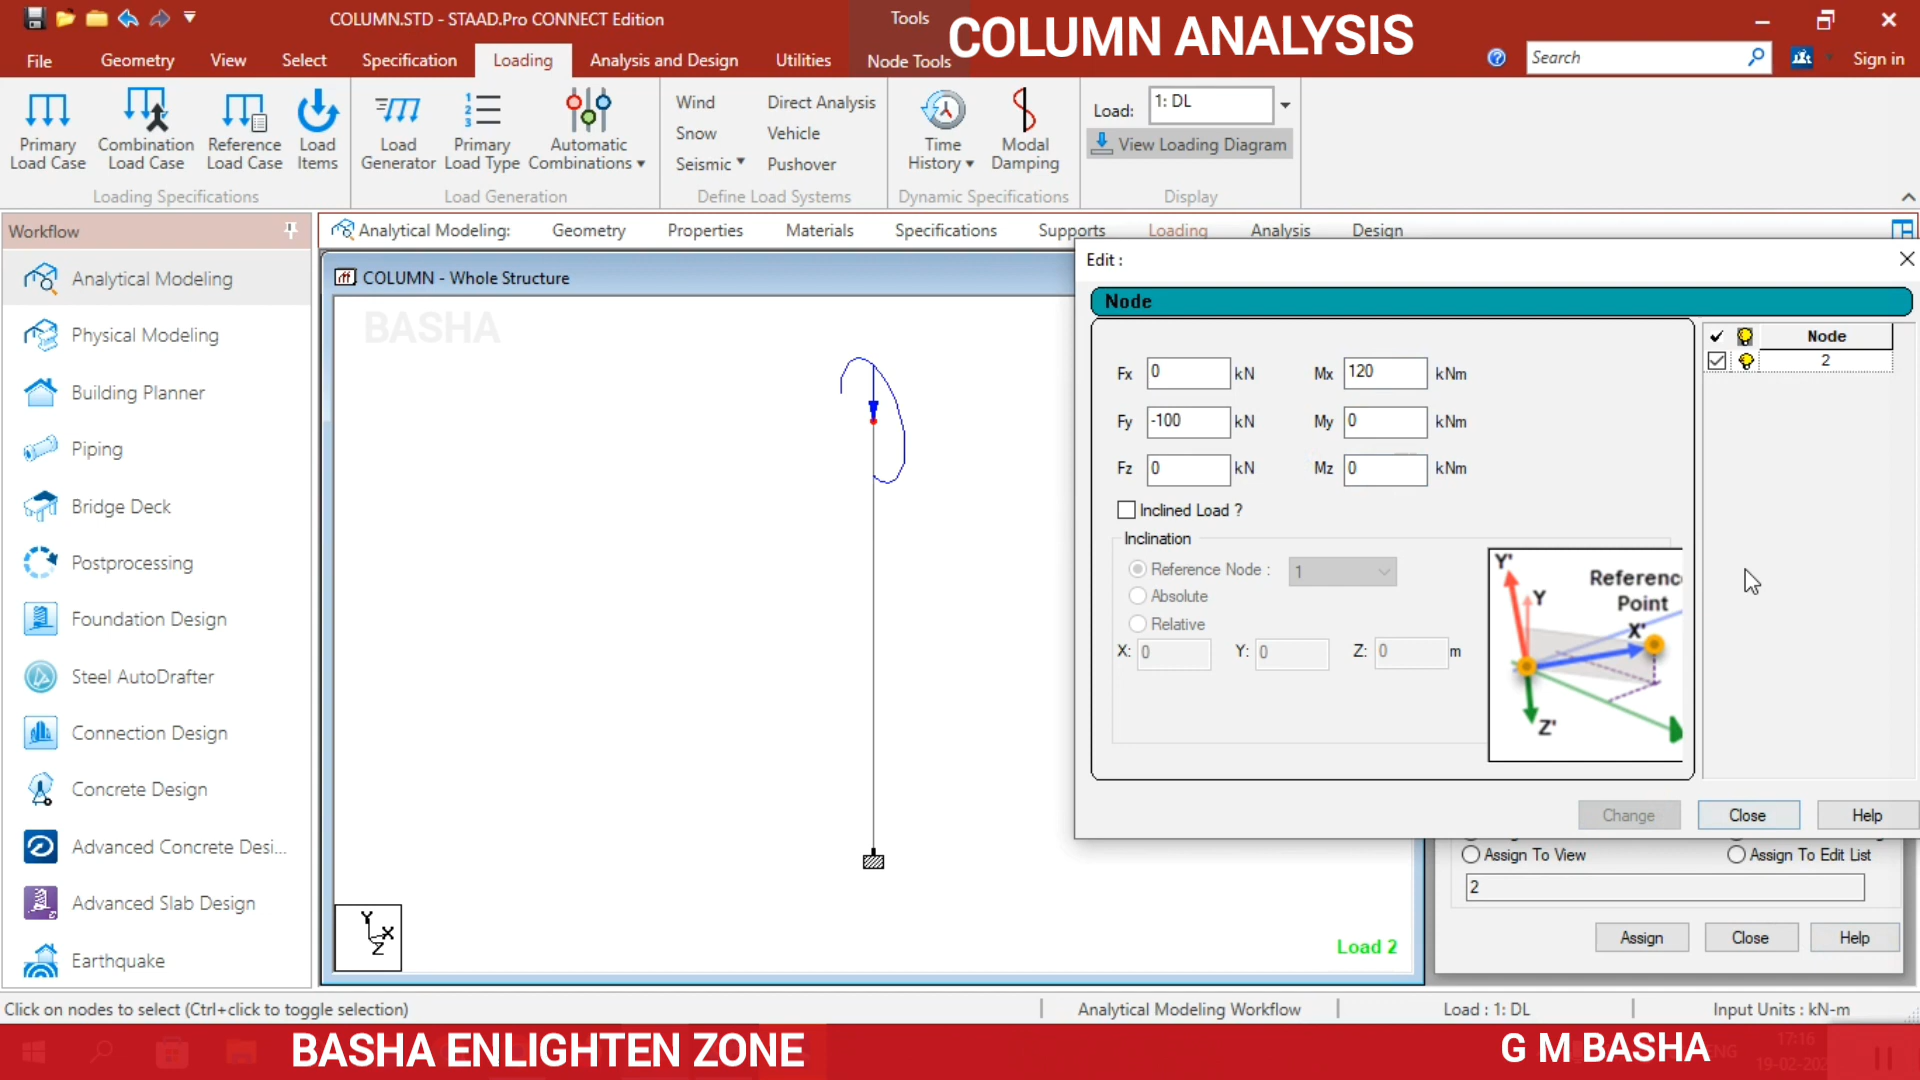 COLUMN.STD - STAAD.Pro CONNECT Edition
Tools
COLUMN ANALYSIS
File Geometry View Select Specification Loading Analysis and Design Utilities Node Tools
Search
Sign in
Primary Load Case
Combination Load Case
Reference Load Case
Load Items
Loading Specifications
Load Generator
Primary Load Type
Automatic Combinations
Load Generation
Wind
Snow
Seismic
Direct Analysis
Vehicle
Pushover
Define Load Systems
Time History
Modal Damping
Dynamic Specifications
Load: 1: DL
View Loading Diagram
Display
Workflow
Analytical Modeling: Geometry Properties Materials Specifications Supports Loading Analysis Design
Analytical Modeling
Physical Modeling
Building Planner
Piping
Bridge Deck
Postprocessing
Foundation Design
Steel AutoDrafter
Connection Design
Concrete Design
Advanced Concrete Desi...
Advanced Slab Design
Earthquake
COLUMN - Whole Structure
BASHA
Y
X
Z
Load 2
Edit :
Node
Fx 0 kN Mx 120 kNm
Fy -100 kN My 0 kNm
Fz 0 kN Mz 0 kNm
Inclined Load ?
Inclination
Reference Node : 1
Absolute
Relative
X: 0 Y: 0 Z: 0 m
Y'
Y
Referenc
Point
X'
Z'
Node
2
Change Close Help
Assign To View Assign To Edit List
2
Assign Close Help
Click on nodes to select (Ctrl+click to toggle selection)
Analytical Modeling Workflow
Load : 1: DL
Input Units : kN-m
BASHA ENLIGHTEN ZONE
G M BASHA
17:16